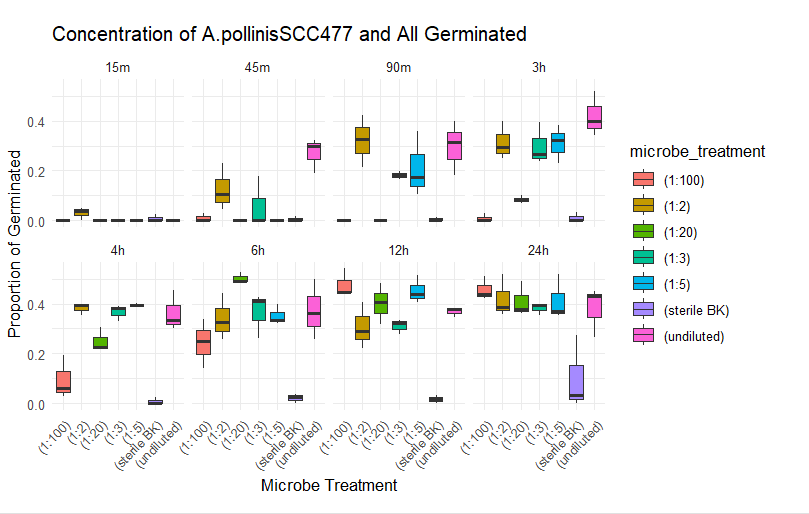 Concentration of A.pollinisSCC477 and All Germinated
15m 45m 90m 3h
0.4
0.2
0.0
4h 6h 12h 24h
0.4
0.2
0.0
Proportion of Germinated
(1:100) (1:2) (1:20) (1:3) (1:5) (sterile BK) (undiluted) (1:100) (1:2) (1:20) (1:3) (1:5) (sterile BK) (undiluted) (1:100) (1:2) (1:20) (1:3) (1:5) (sterile BK) (undiluted) (1:100) (1:2) (1:20) (1:3) (1:5) (sterile BK) (undiluted)
Microbe Treatment
microbe_treatment
(1:100)
(1:2)
(1:20)
(1:3)
(1:5)
(sterile BK)
(undiluted)